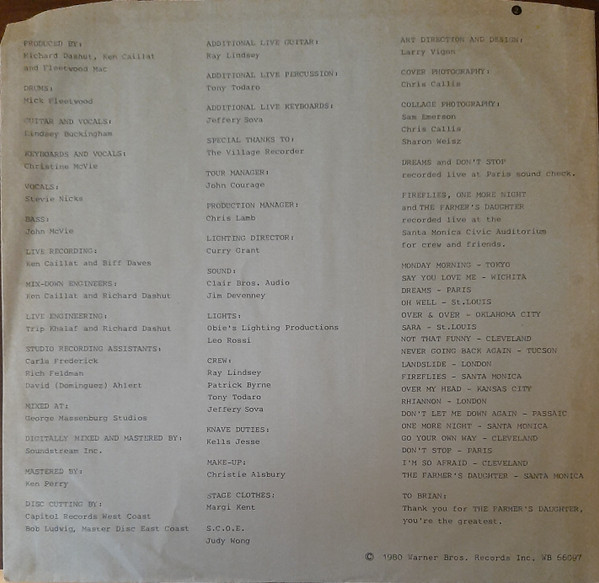 PRODUCED BY:
Richard Dashut, Ken Caillat
and Fleetwood Mac
DRUMS:
Mick Fleetwood
GUITAR AND VOCALS:
Lindsey Buckingham
KEYBOARDS AND VOCALS:
Christine McVie
VOCALS:
Stevie Nicks
BASS:
John McVie
LIVE RECORDING:
Ken Caillat and Biff Dawes
MIX-DOWN ENGINEERS:
Ken Caillat and Richard Dashut
LIVE ENGINEERING:
Trip Khalaf and Richard Dashut
STUDIO RECORDING ASSISTANTS:
Carla Frederick
Rich Feldman
David (Dominguez) Ahlert
MIXED AT:
George Massenburg Studios
DIGITALLY MIXED AND MASTERED BY:
Soundstream Inc.
MASTERED BY:
Ken Perry
DISC CUTTING BY:
Capitol Records West Coast
Bob Ludwig, Master Disc East Coast
ADDITIONAL LIVE GUITAR:
Ray Lindsey
ADDITIONAL LIVE PERCUSSION:
Tony Todaro
ADDITIONAL LIVE KEYBOARDS:
Jeffery Sova
SPECIAL THANKS TO:
The Village Recorder
TOUR MANAGER:
John Courage
PRODUCTION MANAGER:
Chris Lamb
LIGHTING DIRECTOR:
Curry Grant
SOUND:
Clair Bros. Audio
Jim Devenney
LIGHTS:
Obie's Lighting Productions
Leo Rossi
CREW:
Ray Lindsey
Patrick Byrne
Tony Todaro
Jeffery Sova
KNAVE DUTIES:
Kells Jesse
MAKE-UP:
Christie Alsbury
STAGE CLOTHES:
Margi Kent
S.C.O.E.
Judy Wong
ART DIRECTION AND DESIGN:
Larry Vigon
COVER PHOTOGRAPHY:
Chris Callis
COLLAGE PHOTOGRAPHY:
Sam Emerson
Chris Callis
Sharon Weisz
DREAMS and DON'T STOP
recorded live at Paris sound check.
FIREFLIES, ONE MORE NIGHT
and THE FARMER'S DAUGHTER
recorded live at the
Santa Monica Civic Auditorium
for crew and friends.
MONDAY MORNING - TOKYO
SAY YOU LOVE ME - WICHITA
DREAMS - PARIS
OH WELL - St.LOUIS
OVER & OVER - OKLAHOMA CITY
SARA - St.LOUIS
NOT THAT FUNNY - CLEVELAND
NEVER GOING BACK AGAIN - TUCSON
LANDSLIDE - LONDON
FIREFLIES - SANTA MONICA
OVER MY HEAD - KANSAS CITY
RHIANNON - LONDON
DON'T LET ME DOWN AGAIN - PASSAIC
ONE MORE NIGHT - SANTA MONICA
GO YOUR OWN WAY - CLEVELAND
DON'T STOP - PARIS
I'M SO AFRAID - CLEVELAND
THE FARMER'S DAUGHTER - SANTA MONICA
TO BRIAN:
Thank you for THE FARMER'S DAUGHTER,
you're the greatest.
© 1980 Warner Bros. Records Inc. WB 66097